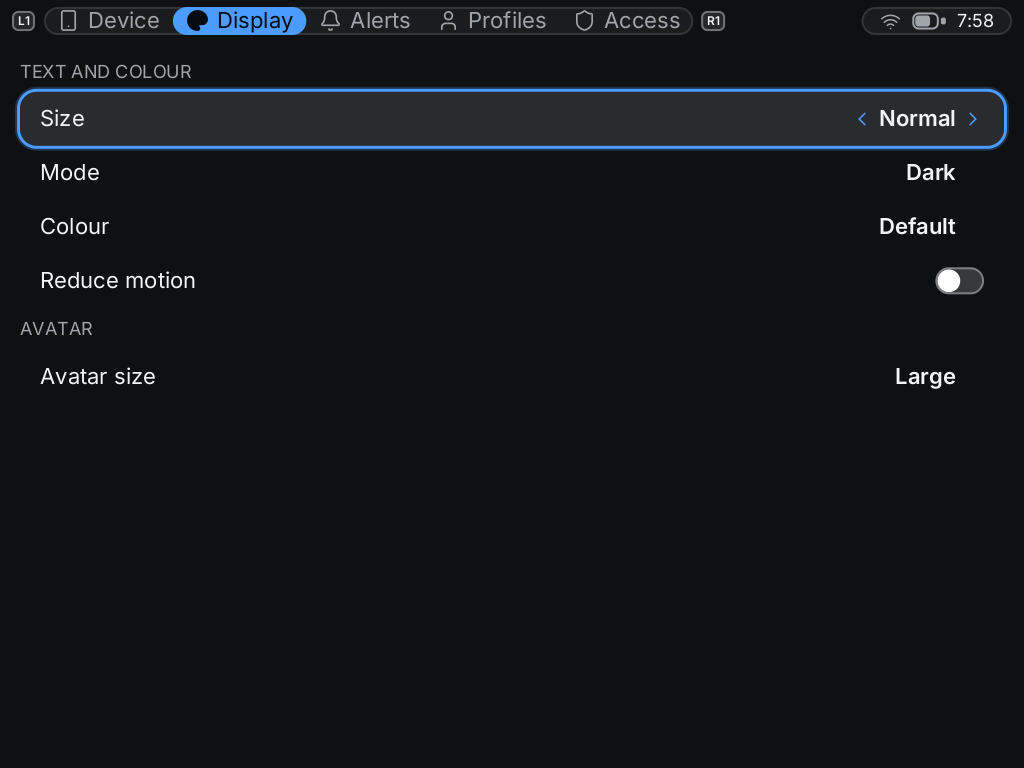 L1 Device Display Alerts Profiles Access R1 7:58
TEXT AND COLOUR
Size Normal
Mode Dark
Colour Default
Reduce motion
AVATAR
Avatar size Large